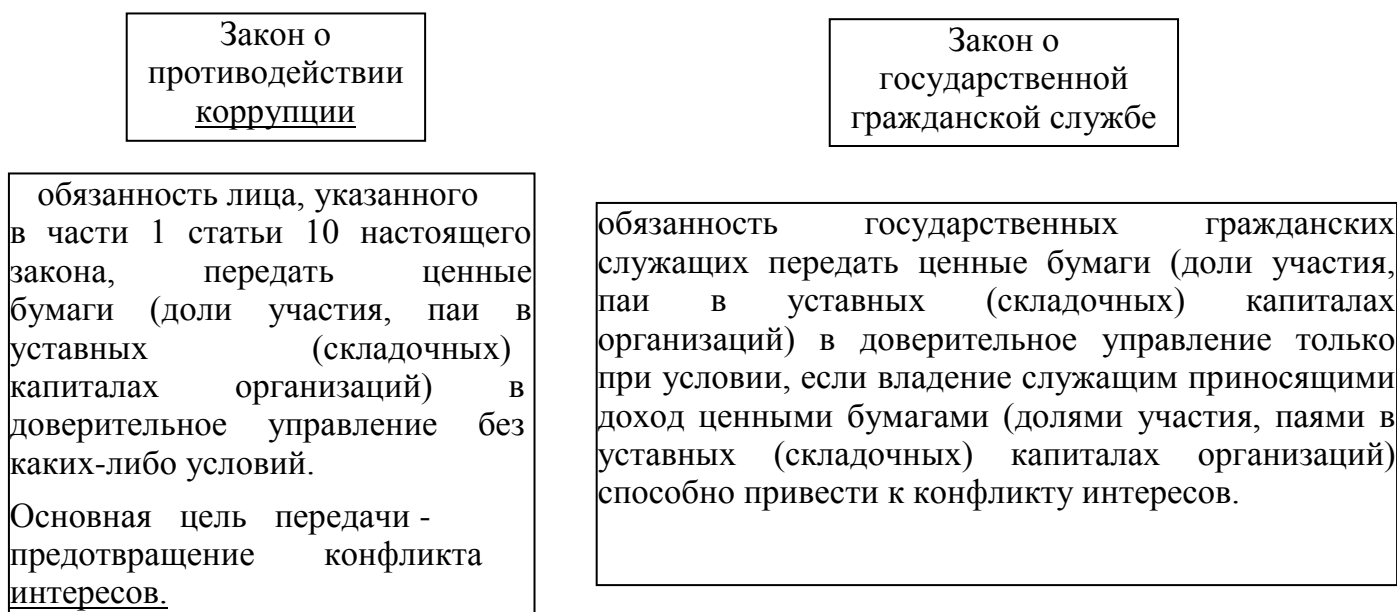 Закон о
противодействии
коррупции
Закон о
государственной
гражданской службе
обязанность лица, указанного
в части 1 статьи 10 настоящего
закона, передать ценные
бумаги (доли участия, паи в
уставных (складочных)
капиталах организаций) в
доверительное управление без
каких-либо условий.
Основная цель передачи -
предотвращение конфликта
интересов.
обязанность государственных гражданских
служащих передать ценные бумаги (доли участия,
паи в уставных (складочных) капиталах
организаций) в доверительное управление только
при условии, если владение служащим приносящими
доход ценными бумагами (долями участия, паями в
уставных (складочных) капиталах организаций)
способно привести к конфликту интересов.